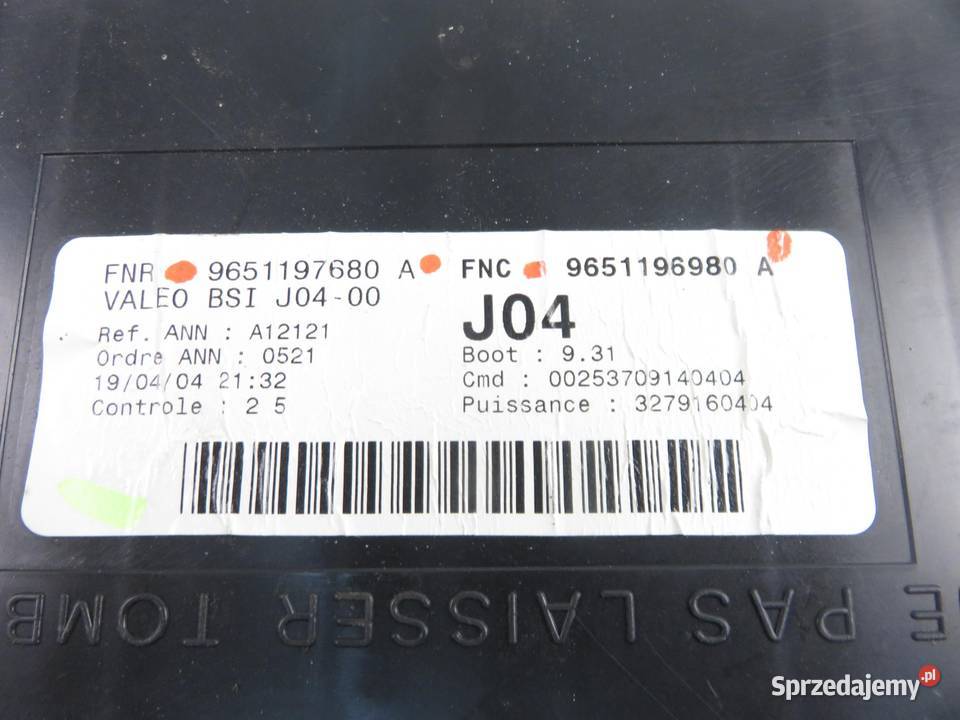 FNR 9651197680 A
VALEO BSI J04-00
Ref. ANN : A12121
Ordre ANN : 0521
19/04/04 21:32
Controle : 2 5
FNC 9651196980 A
J04
Boot : 9.31
Cmd : 00253709140404
Puissance : 3279160404
E PAS LAISSER TOMB
Sprzedajemy.pl